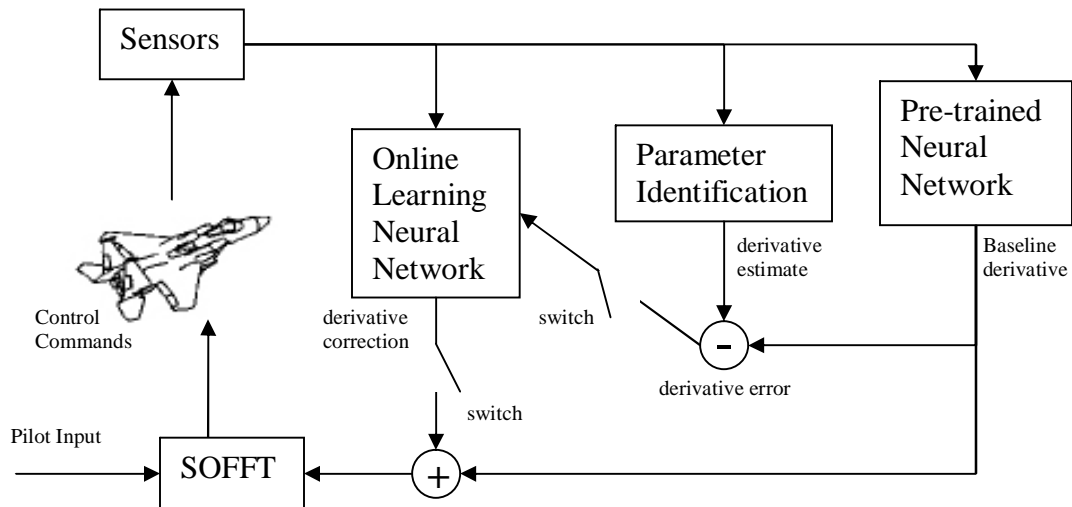 Sensors
Online
Learning
Neural
Network
Parameter
Identification
Pre-trained
Neural
Network
derivative
estimate
Baseline
derivative
Control
Commands
derivative
correction
switch
-
derivative error
switch
Pilot Input
SOFFT
+